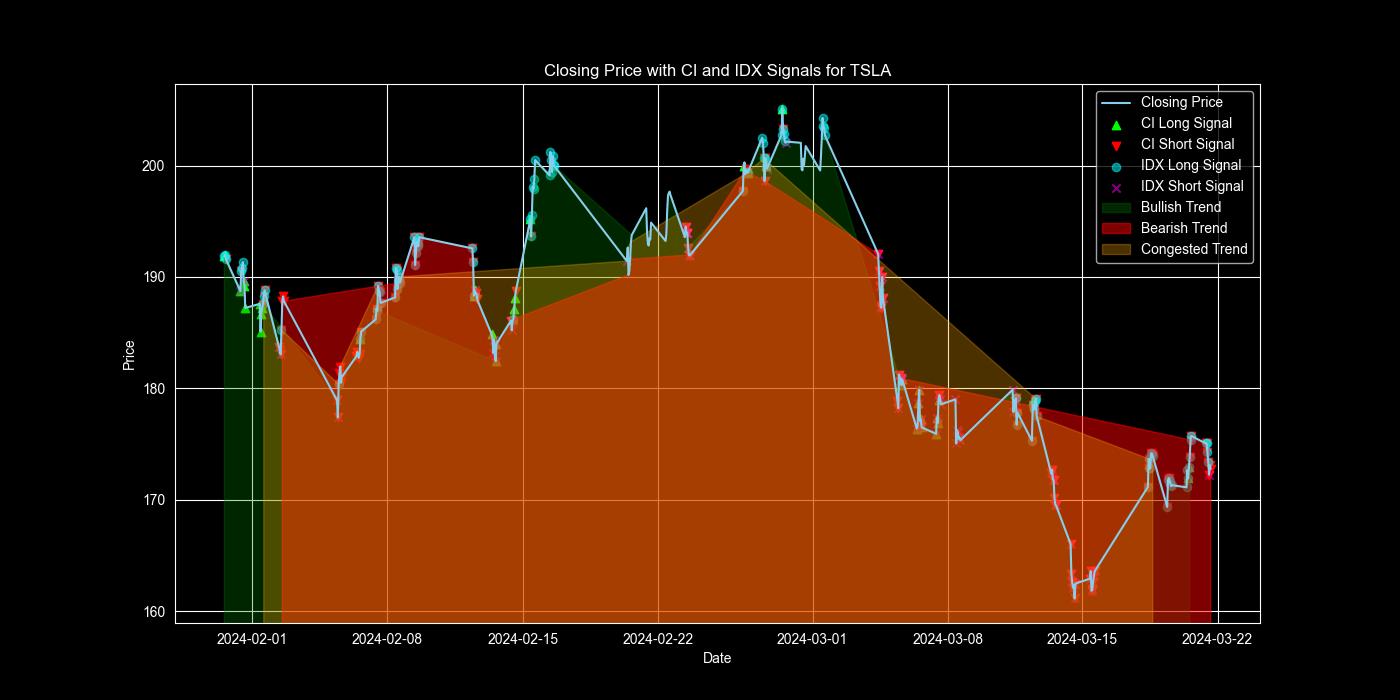 Closing Price with CI and IDX Signals for TSLA
Closing Price
CI Long Signal
CI Short Signal
IDX Long Signal
IDX Short Signal
Bullish Trend
Bearish Trend
Congested Trend
Price
200
190
180
170
160
2024-02-01 2024-02-08 2024-02-15 2024-02-22 2024-03-01 2024-03-08 2024-03-15 2024-03-22
Date